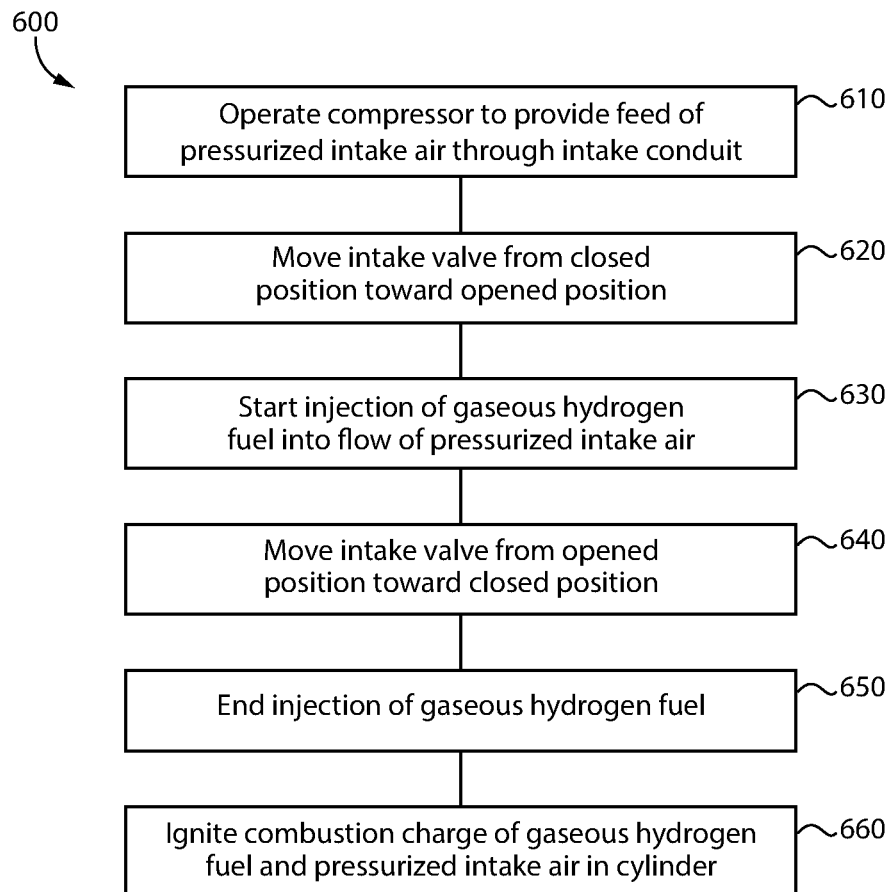 600
Operate compressor to provide feed of
pressurized intake air through intake conduit
610
Move intake valve from closed
position toward opened position
620
Start injection of gaseous hydrogen
fuel into flow of pressurized intake air
630
Move intake valve from opened
position toward closed position
640
End injection of gaseous hydrogen fuel
650
Ignite combustion charge of gaseous hydrogen
fuel and pressurized intake air in cylinder
660